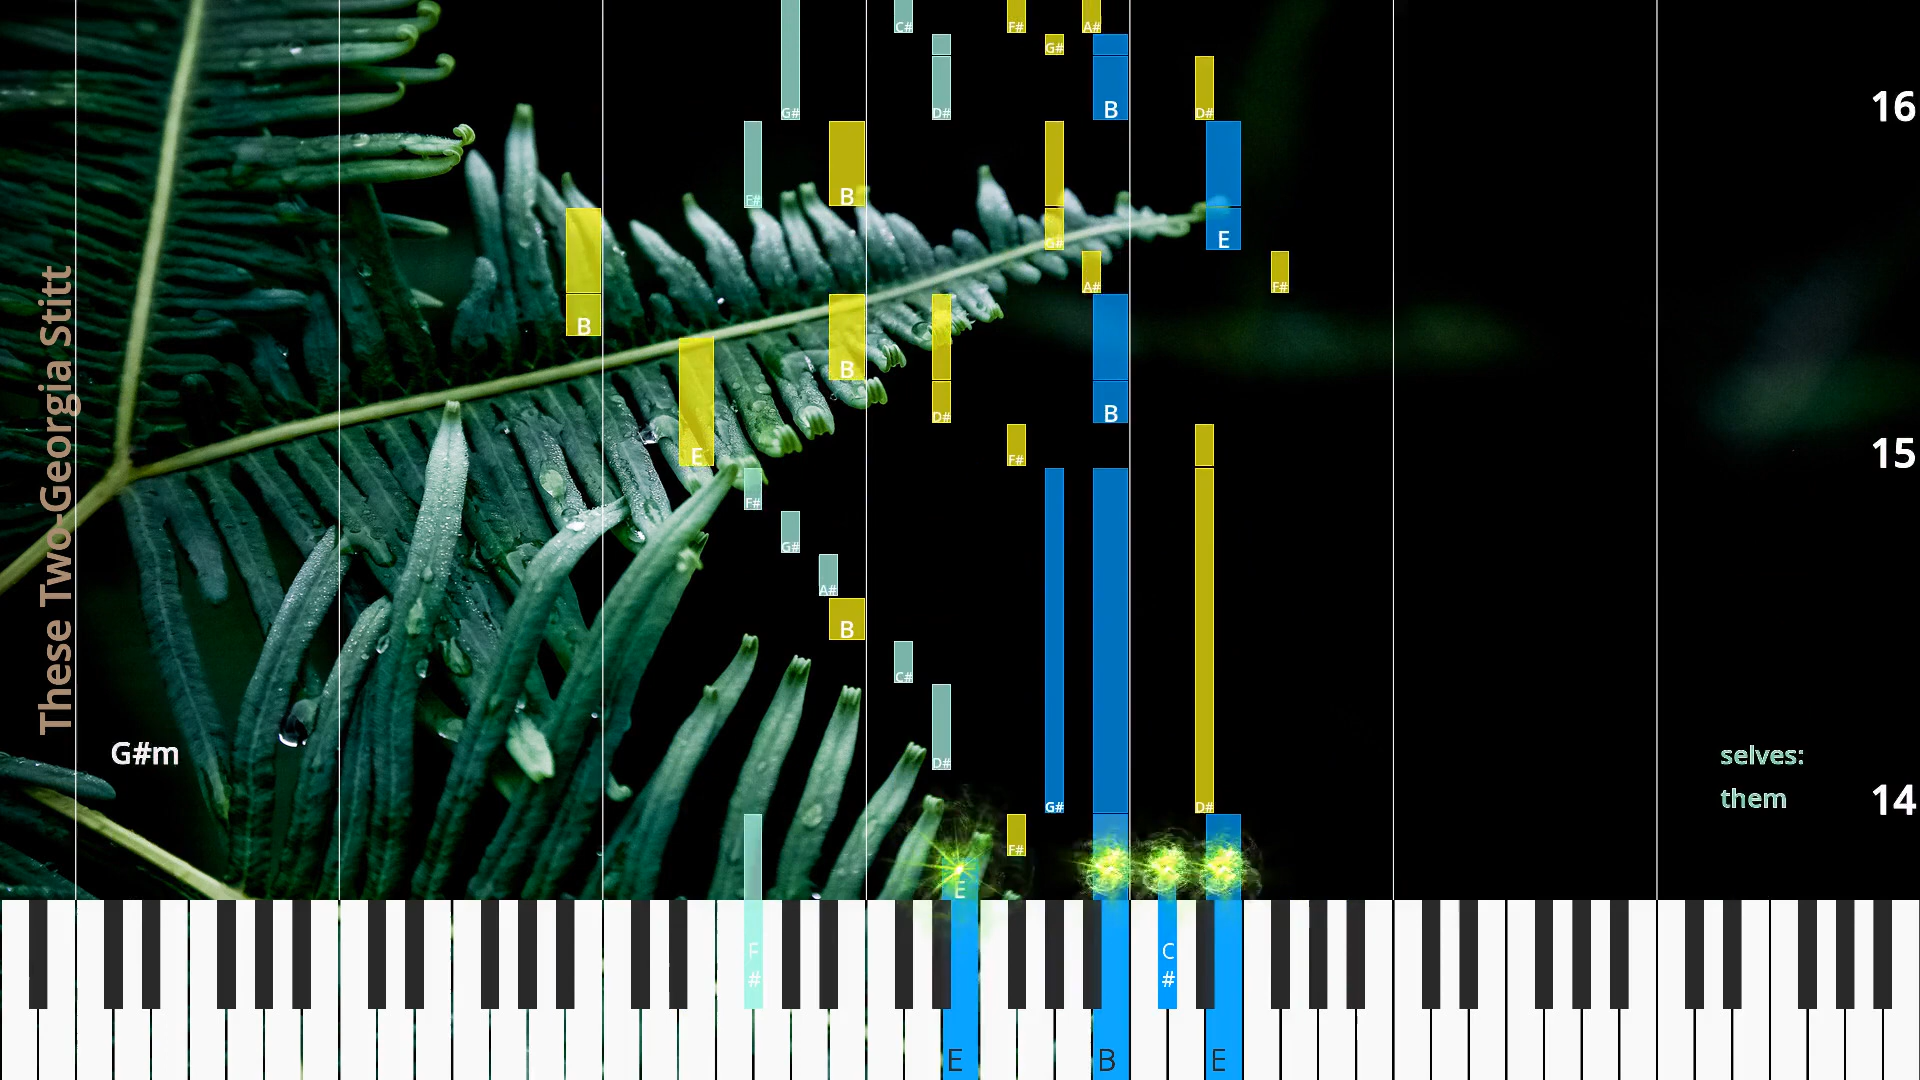 C# F# A#
G#
G# D# B D#
16
F# B
G# E
A# F#
B
B
D# B
E F#
15
F#
G#
A#
B
C#
These Two-Georgia Stitt
D#
G#m
selves:
G# D#
them
14
F#
E
F# C#
E B E